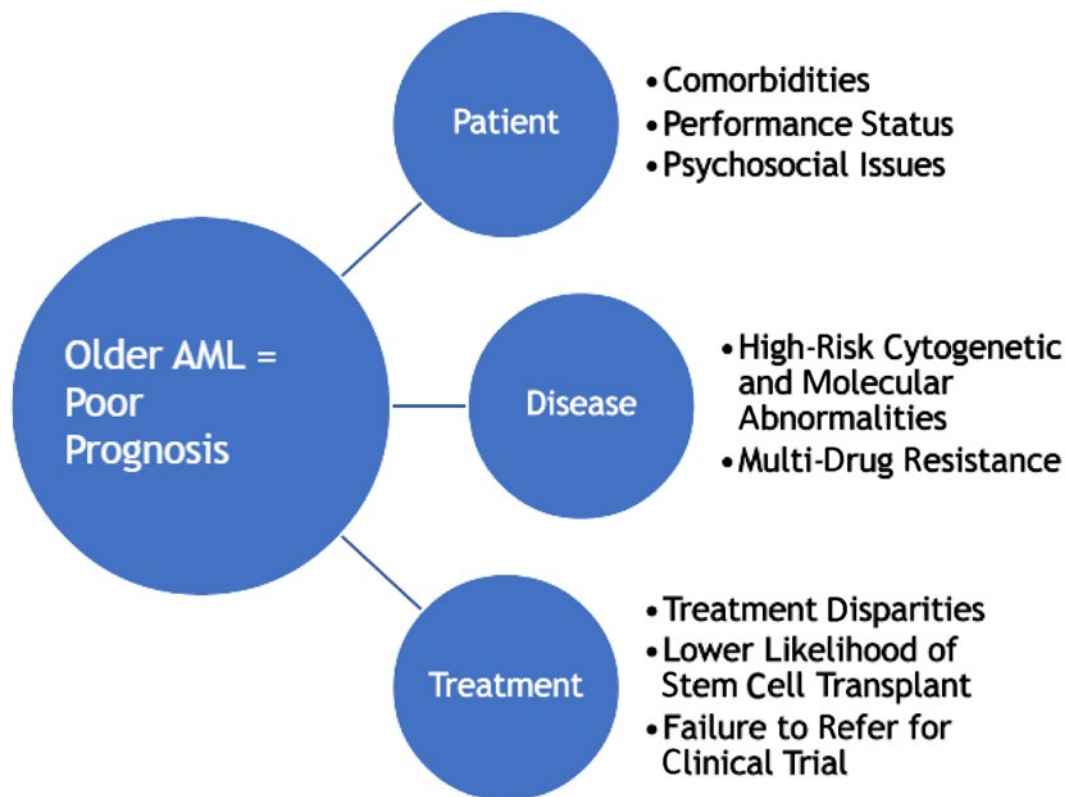 Patient
• Comorbidities
• Performance Status
• Psychosocial Issues
Older AML =
Poor
Prognosis
Disease
• High-Risk Cytogenetic
and Molecular
Abnormalities
• Multi-Drug Resistance
Treatment
• Treatment Disparities
• Lower Likelihood of
Stem Cell Transplant
• Failure to Refer for
Clinical Trial